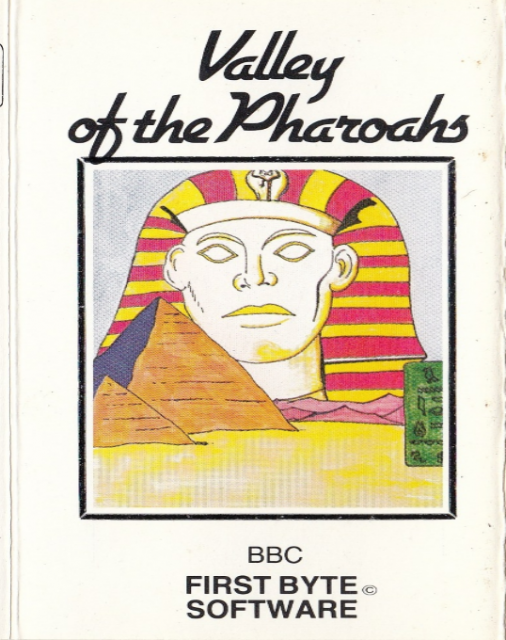 Valley
of the Pharoahs
BBC
FIRST BYTE ©
SOFTWARE